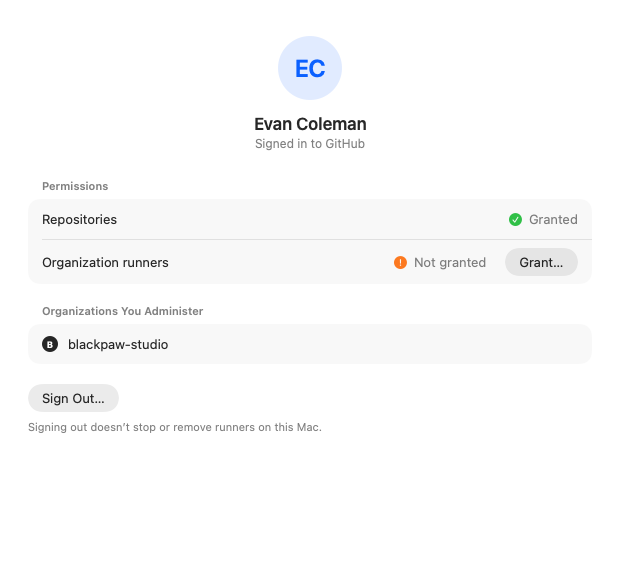 EC
Evan Coleman
Signed in to GitHub
Permissions
Repositories
Granted
Organization runners
Not granted
Grant…
Organizations You Administer
B
blackpaw-studio
Sign Out…
Signing out doesn’t stop or remove runners on this Mac.